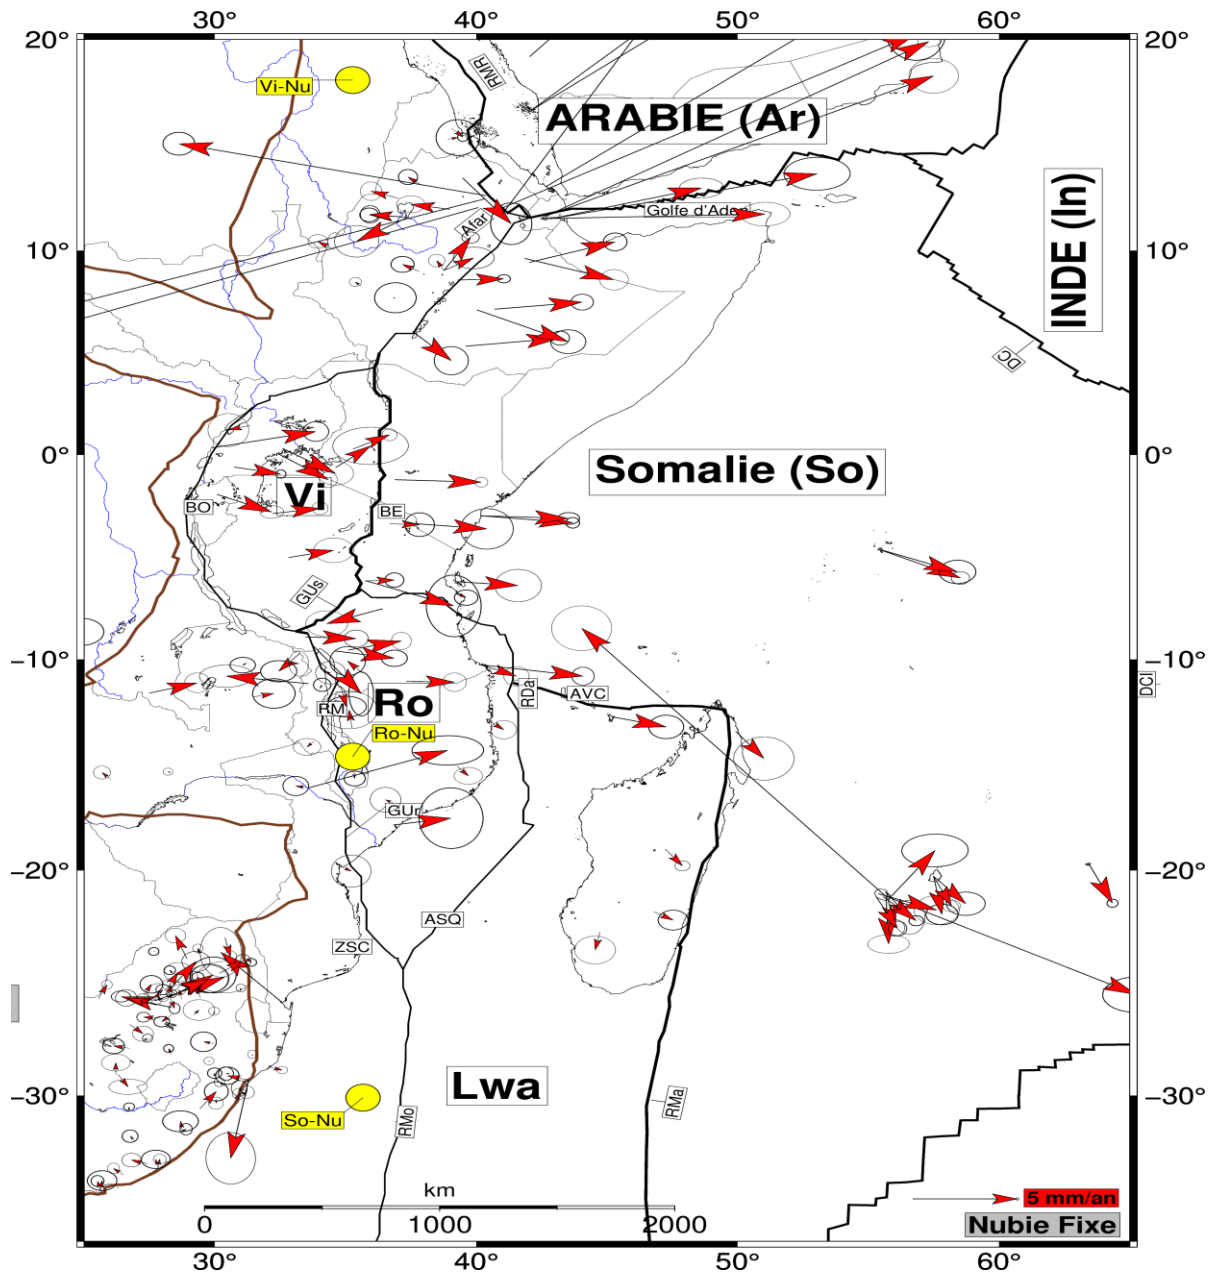 30° 40° 50° 60°
20° 20°
Vi-Nu
RMR
ARABIE (Ar)
INDE (In)
Golfe d'Aden
Afar
10° 10°
DC
0° 0°
Somalie (So)
Vi
BO
BE
GUs
−10° −10°
DCI
RDa
AVC
RM
Ro
Ro-Nu
GUr
−20° −20°
ASQ
ZSC
Lwa
−30° −30°
So-Nu
RMo
RMa
km
0 1000 2000
5 mm/an
Nubie Fixe
30° 40° 50° 60°